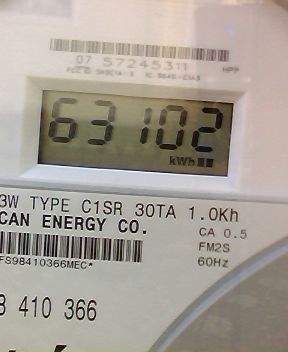 07 57245311
63102
kWh
3W TYPE C1SR 30TA 1.0Kh
CAN ENERGY CO.
CA 0.5
FM2S
60Hz
FS98410366MEC*
8 410 366